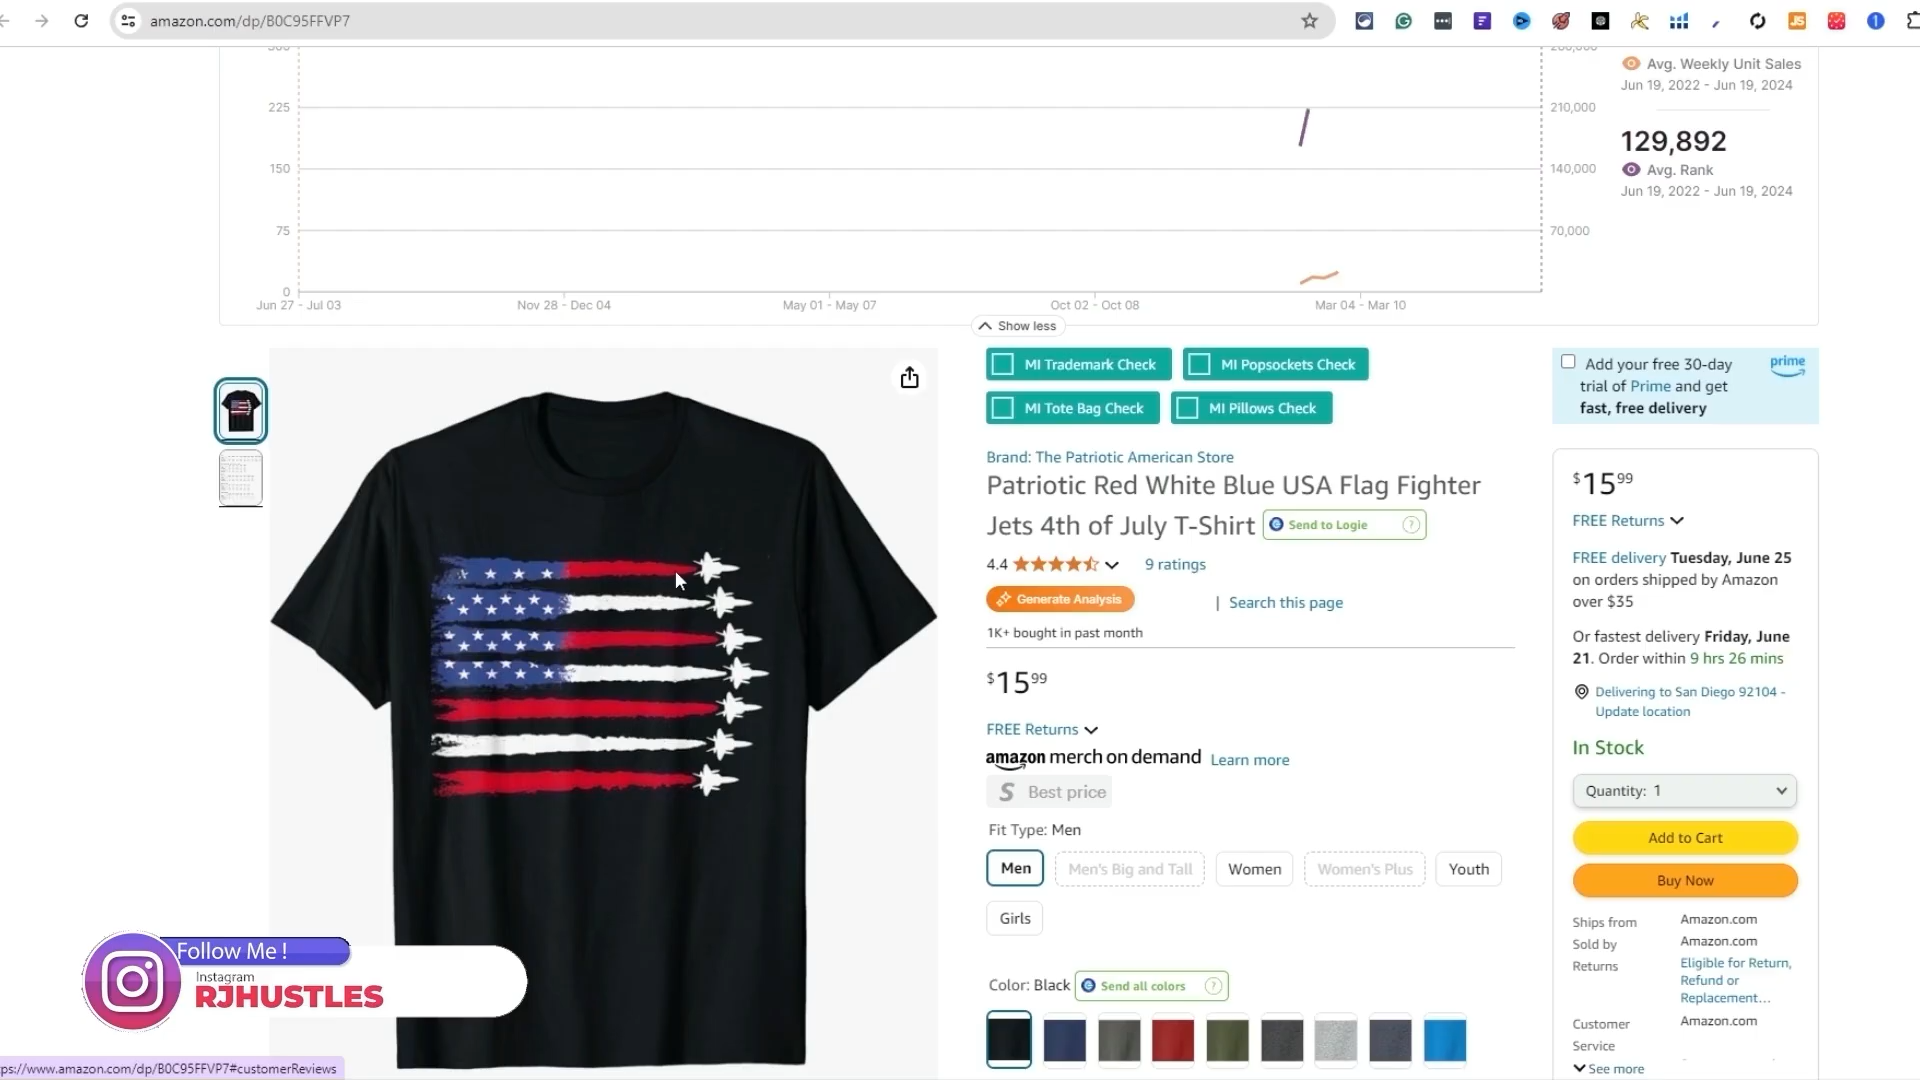 amazon.com/dp/B0C95FFVP7
300
225
150
75
0
280,000
210,000
140,000
70,000
Jun 27 - Jul 03
Nov 28 - Dec 04
May 01 - May 07
Oct 02 - Oct 08
Mar 04 - Mar 10
Avg. Weekly Unit Sales
Jun 19, 2022 - Jun 19, 2024
129,892
Avg. Rank
Jun 19, 2022 - Jun 19, 2024
Show less
MI Trademark Check
MI Popsockets Check
MI Tote Bag Check
MI Pillows Check
Brand: The Patriotic American Store
Patriotic Red White Blue USA Flag Fighter
Jets 4th of July T-Shirt
Send to Logie ?
4.4
9 ratings
Generate Analysis
| Search this page
1K+ bought in past month
$15 99
FREE Returns
amazon merch on demand Learn more
S Best price
Fit Type: Men
Men
Men's Big and Tall
Women
Women's Plus
Youth
Girls
Color: Black
Send all colors ?
Add your free 30-day
trial of Prime and get
fast, free delivery
prime
$15 99
FREE Returns
FREE delivery Tuesday, June 25
on orders shipped by Amazon
over $35
Or fastest delivery Friday, June
21. Order within 9 hrs 26 mins
Delivering to San Diego 92104 -
Update location
In Stock
Quantity: 1
Add to Cart
Buy Now
Ships from Amazon.com
Sold by Amazon.com
Returns Eligible for Return,
Refund or
Replacement...
Customer Amazon.com
Service
See more
Follow Me !
Instagram
RJHUSTLES
ps://www.amazon.com/dp/B0C95FFVP7#customerReviews